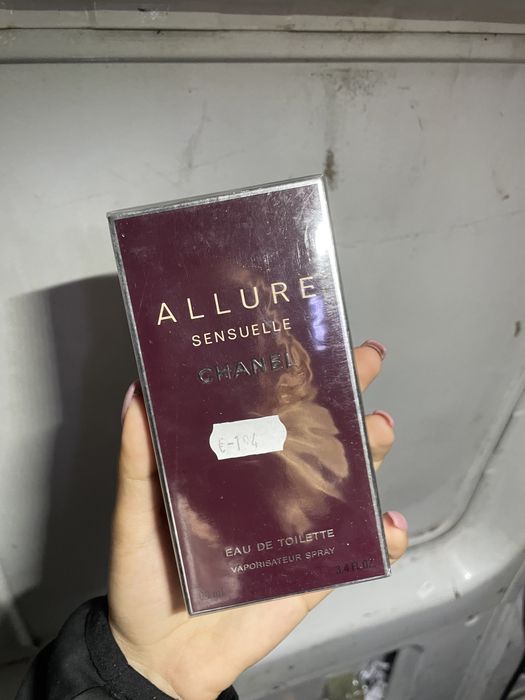 ALLURE
SENSUELLE
CHANEL
EAU DE TOILETTE
VAPORISATEUR SPRAY
3.4 FL.OZ